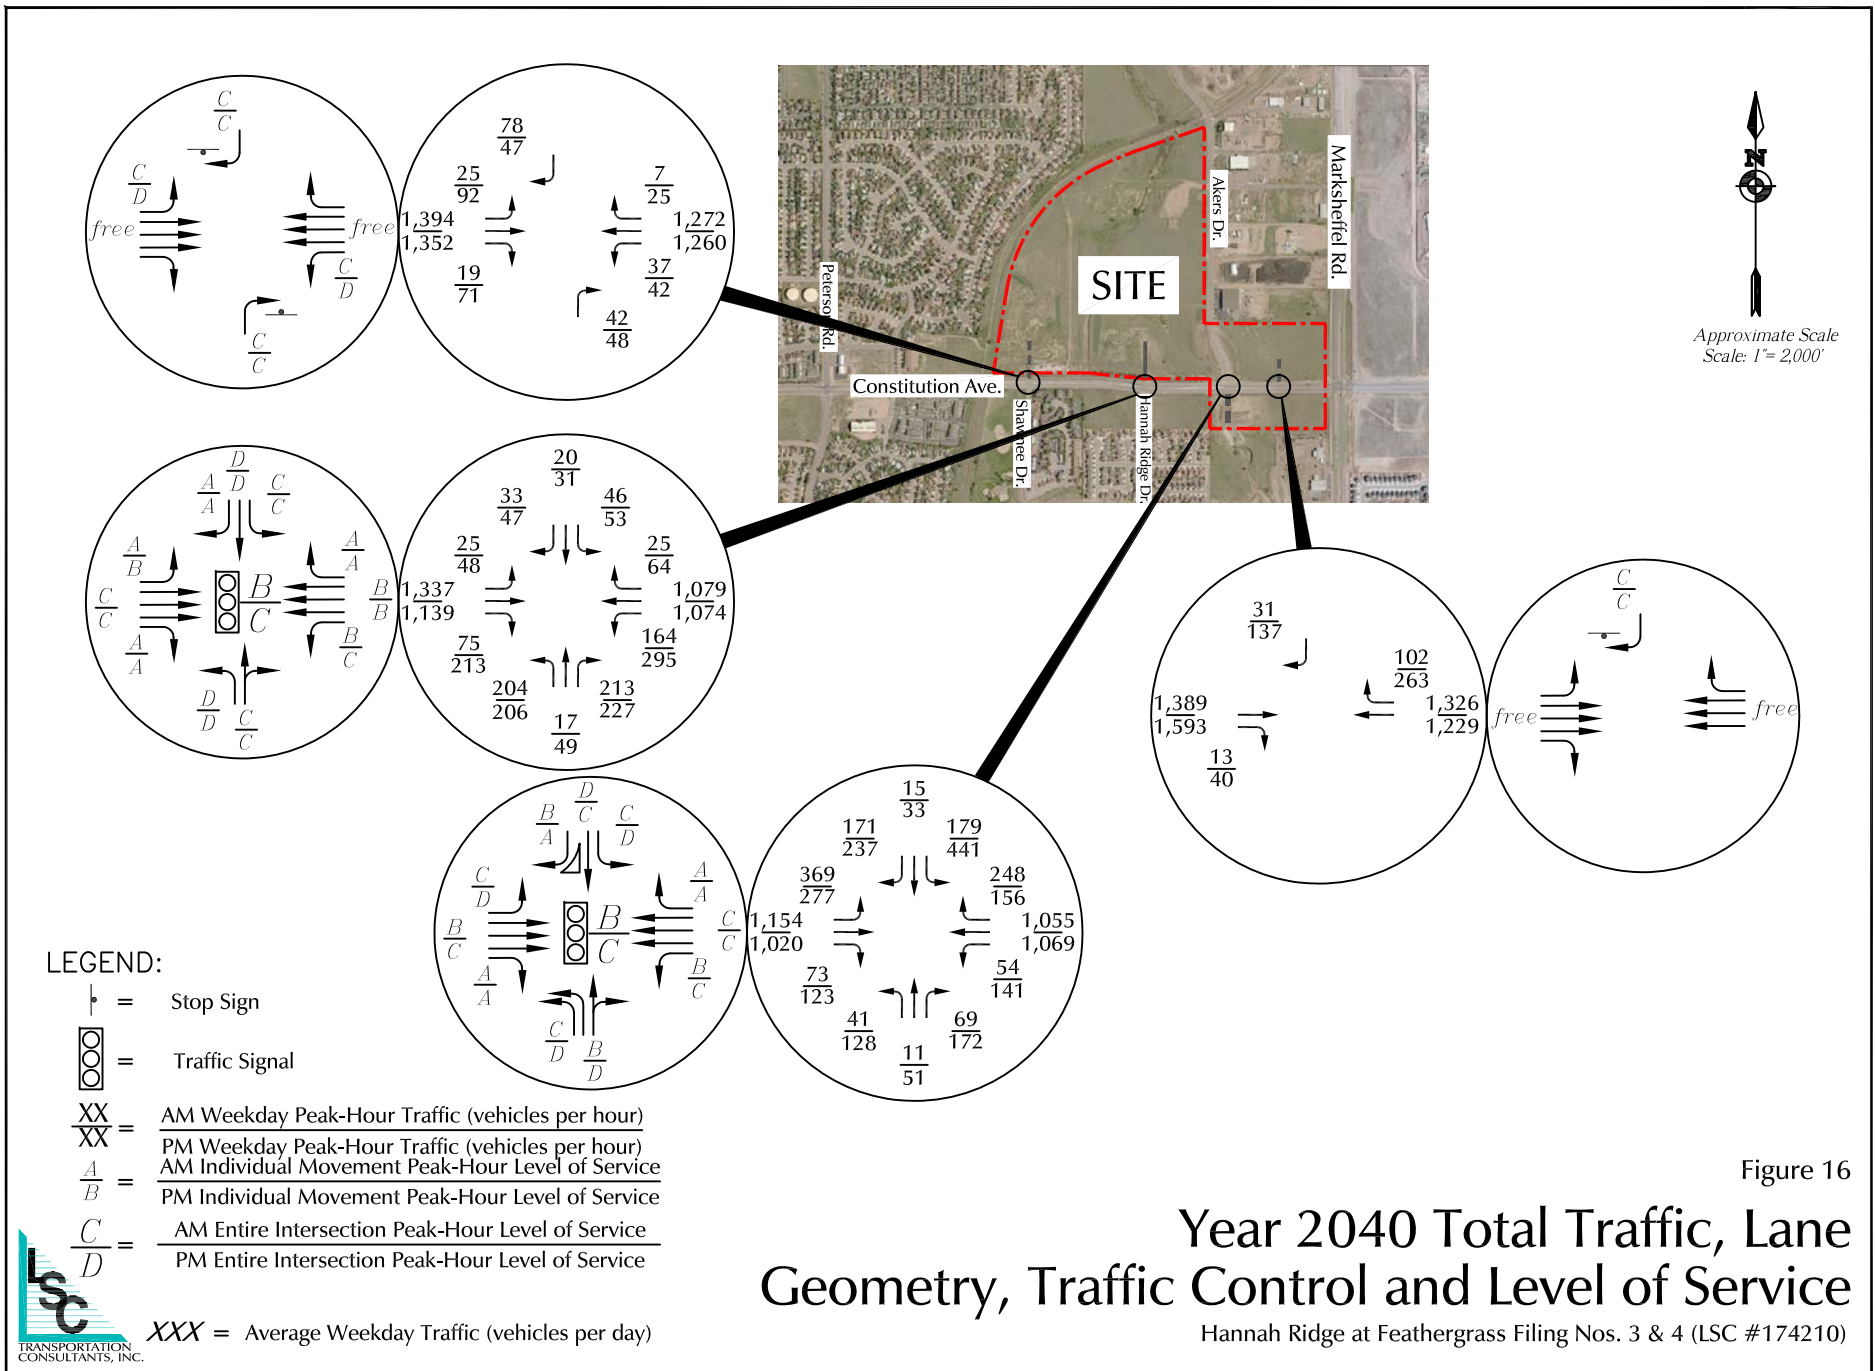 C
C
C
D
free
free
C
D
C
C
78
47
25
92
7
25
1,394
1,352
1,272
1,260
19
71
37
42
42
48
Peterson Rd.
Constitution Ave.
Shawnee Dr.
Hannah Ridge Dr.
SITE
Akers Dr.
Marksheffel Rd.
N
Approximate Scale
Scale: 1"= 2,000'
D
D
A
A
C
C
A
B
A
A
C
C
B
C
B
B
A
A
B
C
D
D
C
C
20
31
33
47
46
53
25
48
25
64
1,337
1,139
1,079
1,074
75
213
164
295
204
206
213
227
17
49
D
C
B
A
C
D
C
D
A
A
B
C
B
C
C
C
A
A
B
C
C
D
B
D
15
33
171
237
179
441
369
277
248
156
1,154
1,020
1,055
1,069
73
123
54
141
41
128
69
172
11
51
31
137
102
263
1,389
1,593
1,326
1,229
13
40
C
C
free
free
LEGEND:
= Stop Sign
= Traffic Signal
XX
XX
=
AM Weekday Peak-Hour Traffic (vehicles per hour)
PM Weekday Peak-Hour Traffic (vehicles per hour)
A
B
=
AM Individual Movement Peak-Hour Level of Service
PM Individual Movement Peak-Hour Level of Service
C
D
=
AM Entire Intersection Peak-Hour Level of Service
PM Entire Intersection Peak-Hour Level of Service
XXX = Average Weekday Traffic (vehicles per day)
LSC
TRANSPORTATION
CONSULTANTS, INC.
Figure 16
Year 2040 Total Traffic, Lane
Geometry, Traffic Control and Level of Service
Hannah Ridge at Feathergrass Filing Nos. 3 & 4 (LSC #174210)